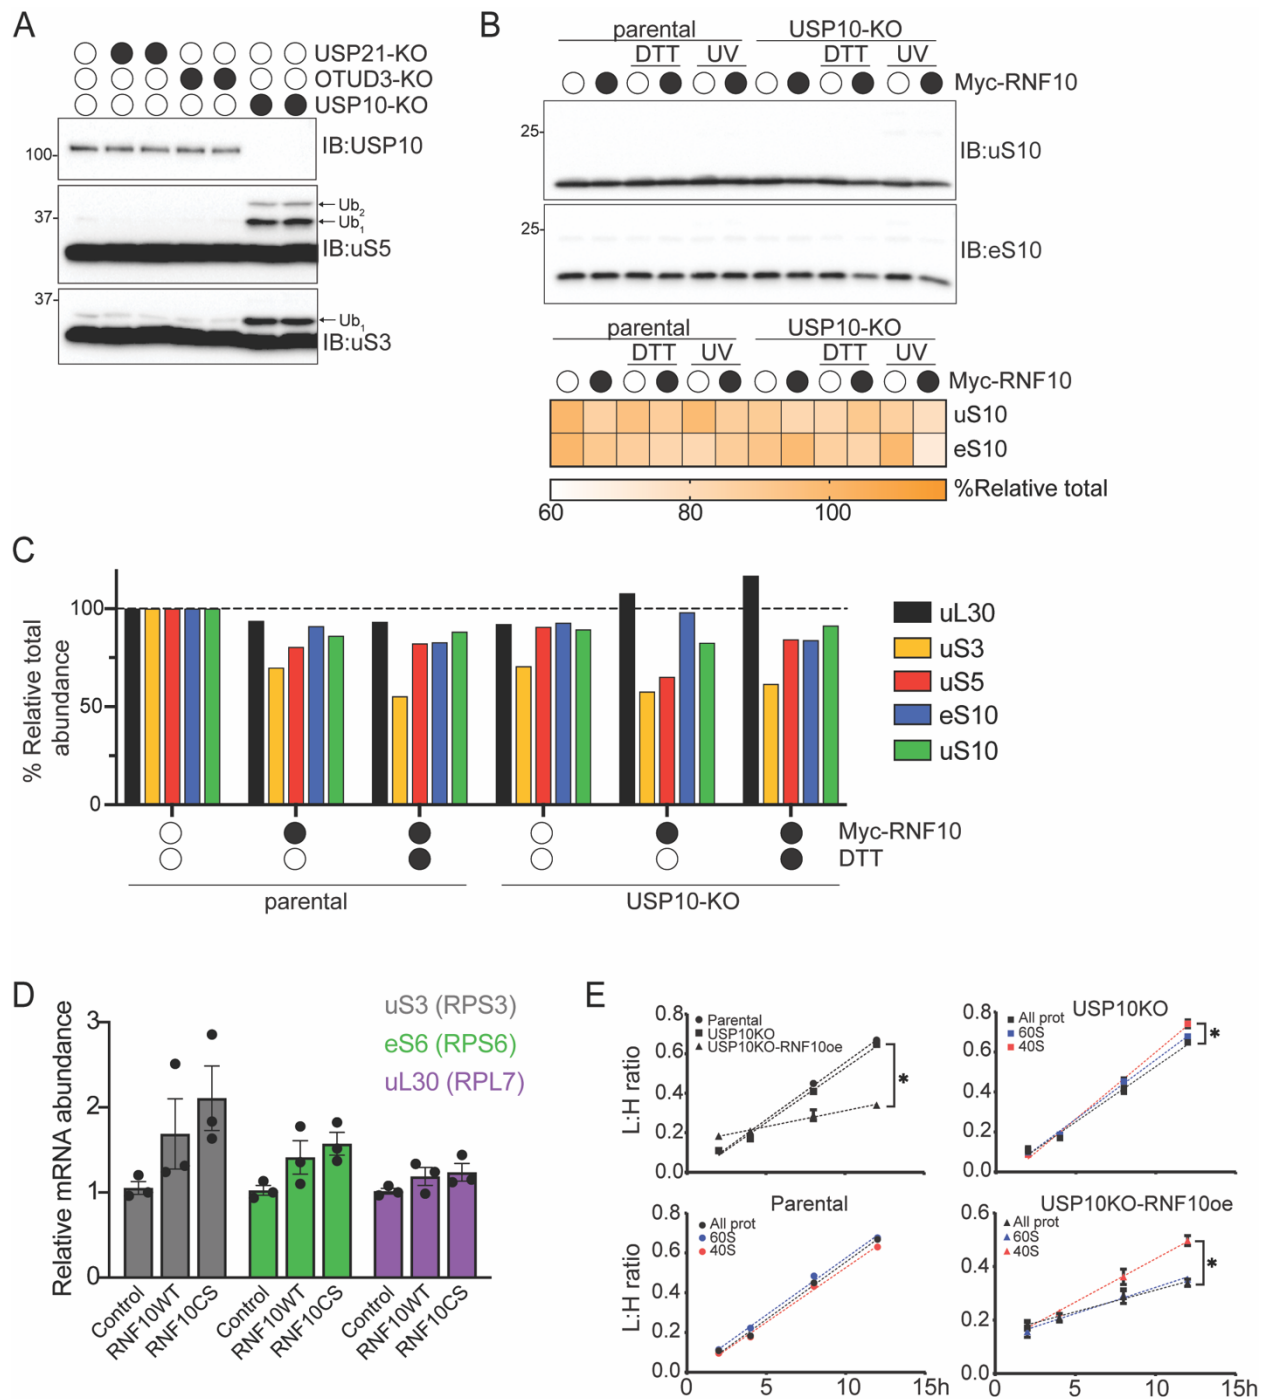 A
USP21-KO
OTUD3-KO
USP10-KO
100
IB:USP10
37
Ub2
Ub1
IB:uS5
37
Ub1
IB:uS3
B
parental USP10-KO
DTT UV DTT UV
Myc-RNF10
25
IB:uS10
25
IB:eS10
parental USP10-KO
DTT UV DTT UV
Myc-RNF10
uS10
eS10
%Relative total
60 80 100
C
% Relative total
abundance
100
50
0
uL30
uS3
uS5
eS10
uS10
Myc-RNF10
DTT
parental USP10-KO
D
Relative mRNA abundance
3
2
1
0
uS3 (RPS3)
eS6 (RPS6)
uL30 (RPL7)
Control RNF10WT RNF10CS Control RNF10WT RNF10CS Control RNF10WT RNF10CS
E
L:H ratio
0.8
0.6
0.4
0.2
0.0
Parental
USP10KO
USP10KO-RNF10oe
*
USP10KO
0.8
0.6
0.4
0.2
0.0
All prot
60S
40S
*
Parental
L:H ratio
0.8
0.6
0.4
0.2
0.0
All prot
60S
40S
0 5 10 15h
USP10KO-RNF10oe
0.6
0.4
0.2
0.0
All prot
60S
40S
*
0 5 10 15h